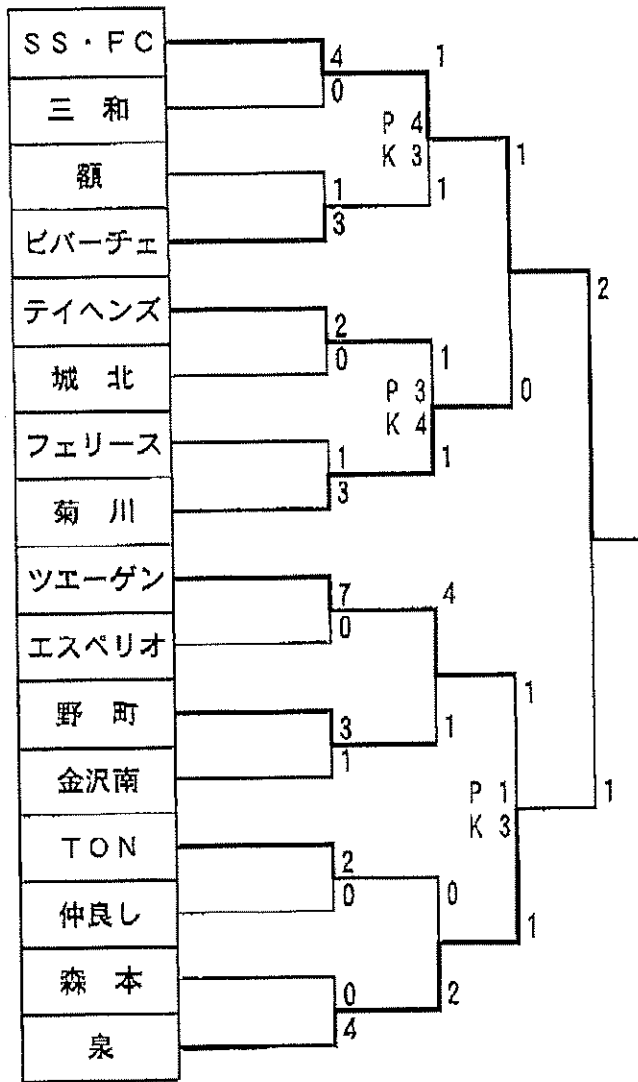 SS・FC
4
1
三 和
0
P 4
K 3
1
額
1
1
ビバーチェ
3
2
テイヘンズ
2
城 北
0
1
P 3
K 4
0
フェリース
1
1
菊 川
3
ツエーゲン
7
4
エスペリオ
0
1
野 町
3
1
金沢南
1
P 1
K 3
1
TON
2
仲良し
0
0
1
森 本
0
2
泉
4